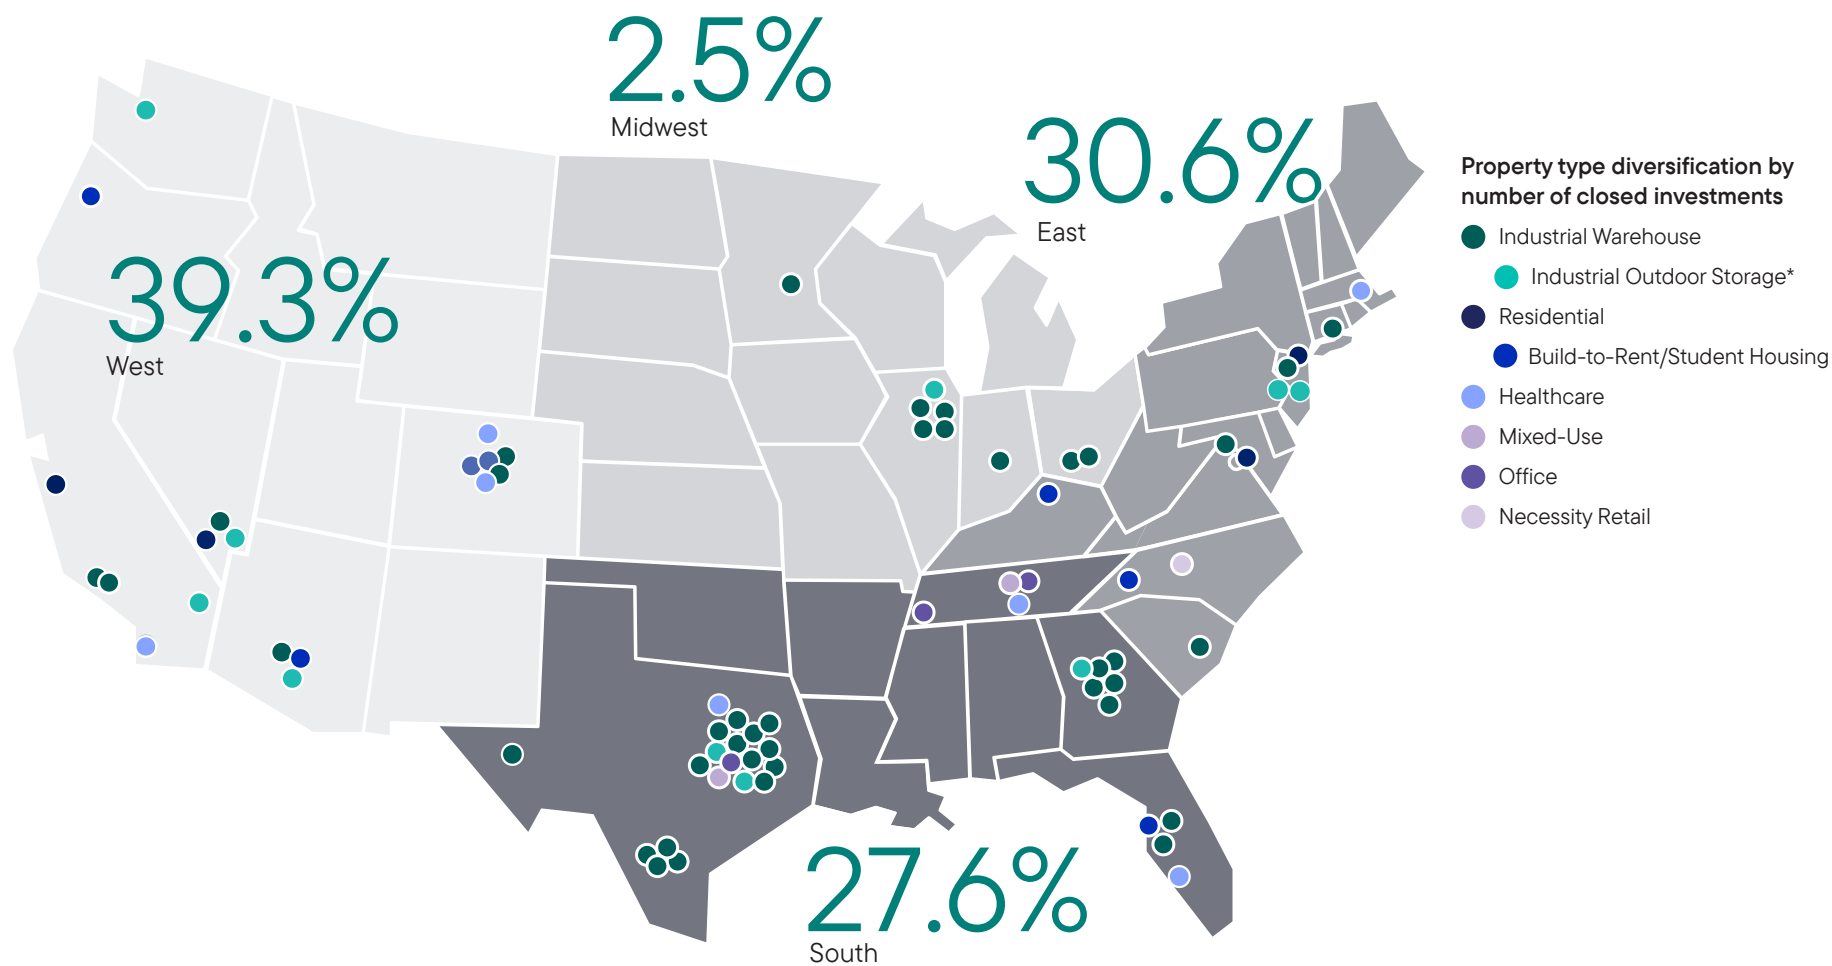 2.5%
Midwest
30.6%
East
39.3%
West
27.6%
South
Property type diversification by
number of closed investments
Industrial Warehouse
Industrial Outdoor Storage*
Residential
Build-to-Rent/Student Housing
Healthcare
Mixed-Use
Office
Necessity Retail